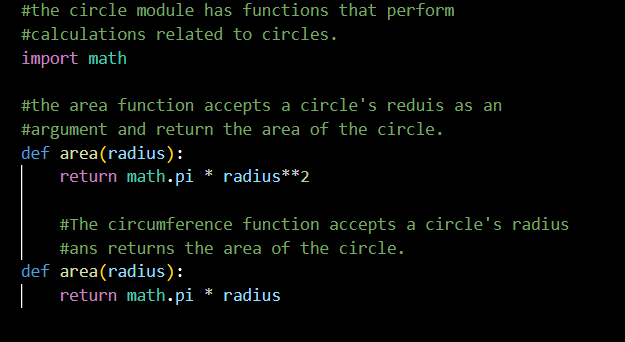 #the circle module has functions that perform
#calculations related to circles.
import math
#the area function accepts a circle's reduis as an
#argument and return the area of the circle.
def area(radius):
    return math.pi * radius**2
    #The circumference function accepts a circle's radius
    #ans returns the area of the circle.
def area(radius):
    return math.pi * radius